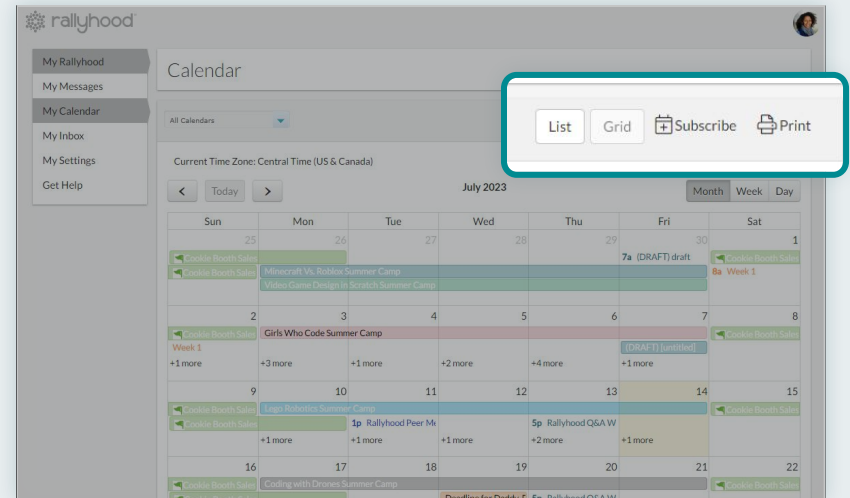 rallyhood
My Rallyhood
My Messages
My Calendar
My Inbox
My Settings
Get Help
Calendar
List Grid Subscribe Print
All Calendars
Current Time Zone: Central Time (US & Canada)
Today July 2023 Month Week Day
Sun Mon Tue Wed Thu Fri Sat
25 26 27 28 29 30 1
Cookie Booth Sales 7a (DRAFT) draft Cookie Booth Sales
Cookie Booth Sales Minecraft Vs. Roblox Summer Camp 8a Week 1
Video Game Design in Scratch Summer Camp
2 3 4 5 6 7 8
Cookie Booth Sales Girls Who Code Summer Camp Cookie Booth Sales
Week 1 (DRAFT) [untitled]
+1 more +3 more +1 more +2 more +4 more +1 more
9 10 11 12 13 14 15
Cookie Booth Sales Lego Robotics Summer Camp Cookie Booth Sales
Cookie Booth Sales 1p Rallyhood Peer Me 5p Rallyhood Q&A W
+1 more +1 more +1 more +2 more +1 more
16 17 18 19 20 21 22
Cookie Booth Sales Coding with Drones Summer Camp Cookie Booth Sales